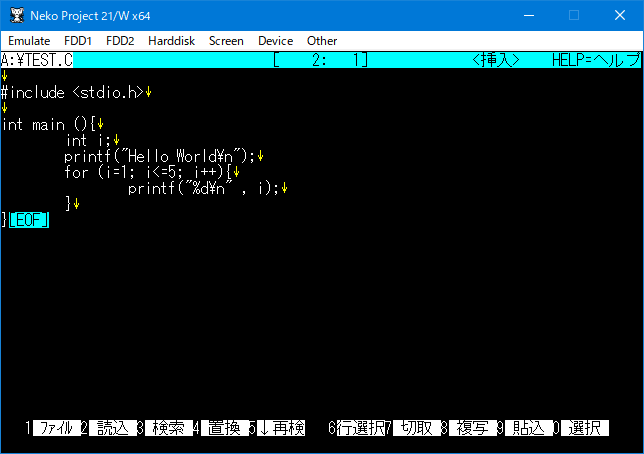 Neko Project 21/W x64
Emulate FDD1 FDD2 Harddisk Screen Device Other
A:¥TEST.C [ 2: 1] <挿入> HELP=ヘルプ
↓
#include <stdio.h>↓
↓
int main (){↓
int i;↓
printf("Hello World¥n");↓
for (i=1; i<=5; i++){↓
printf("%d¥n" , i);↓
}↓
}[EOF]
1 ファイル 2 読込 3 検索 4 置換 5 ↓再検 6 行選択 7 切取 8 複写 9 貼込 0 選択